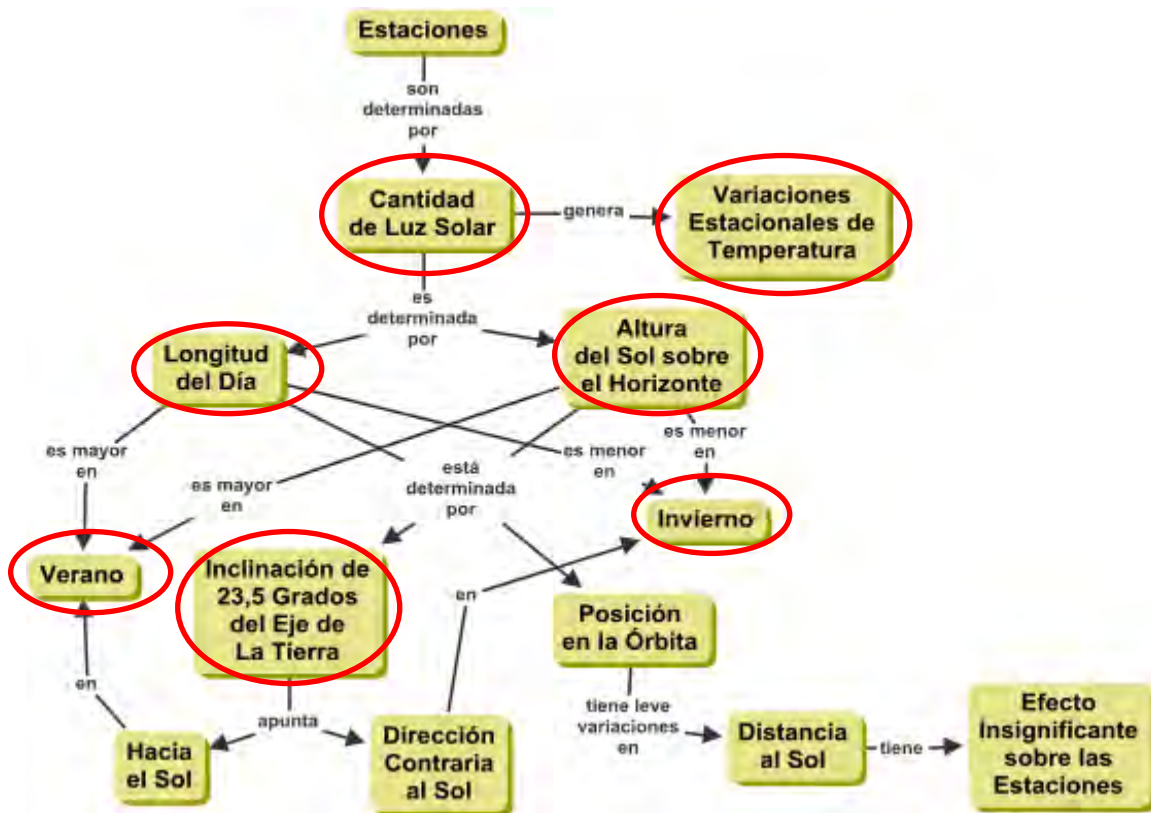 Estaciones
son
determinadas
por
Cantidad
de Luz Solar
genera
Variaciones
Estacionales de
Temperatura
es
determinada
por
Longitud
del Día
Altura
del Sol sobre
el Horizonte
es mayor
en
es mayor
en
está
determinada
por
es menor
en
es menor
en
Verano
Inclinación de
23,5 Grados
del Eje de
La Tierra
Invierno
en
en
Posición
en la Órbita
apunta
Hacia
el Sol
Dirección
Contraria
al Sol
tiene leve
variaciones
en
Distancia
al Sol
tiene
Efecto
Insignificante
sobre las
Estaciones